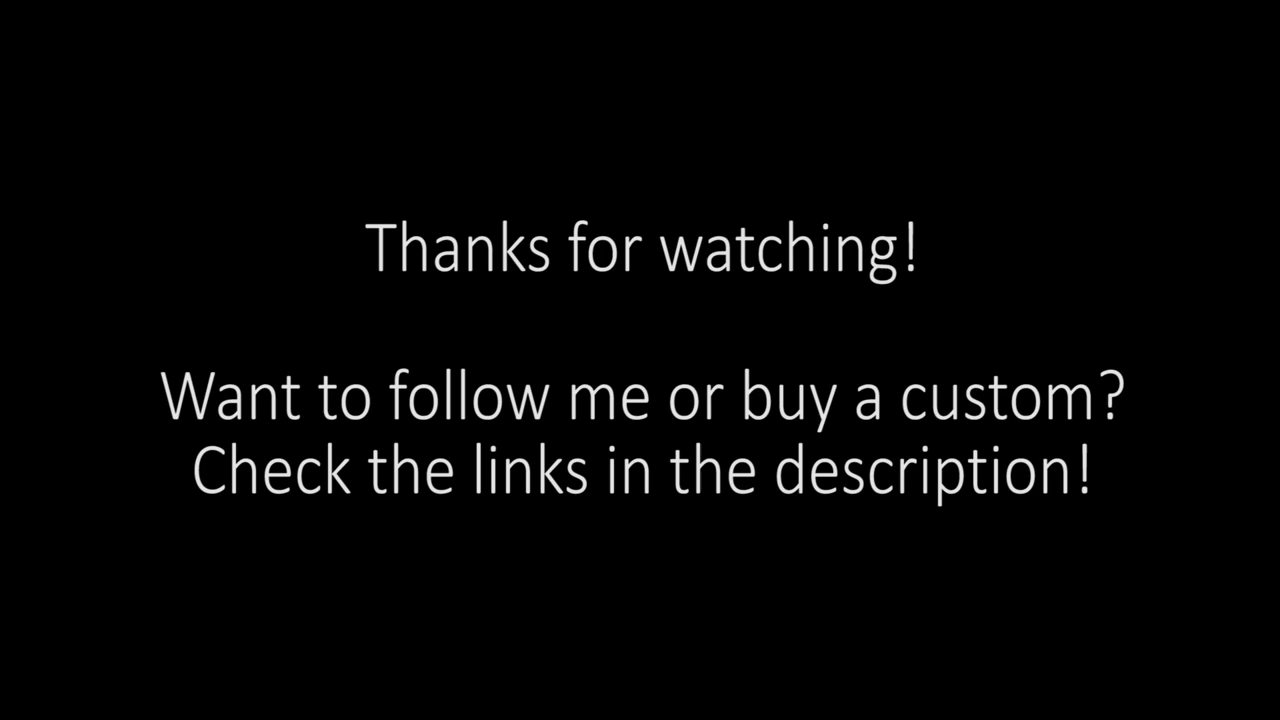 Thanks for watching!
Want to follow me or buy a custom?
Check the links in the description!